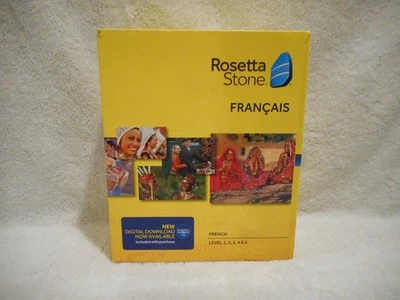 Rosetta
Stone.
FRANÇAIS
NEW
DIGITAL DOWNLOAD
NOW AVAILABLE
Included with purchase
FRENCH
LEVEL 1, 2, 3, 4 & 5